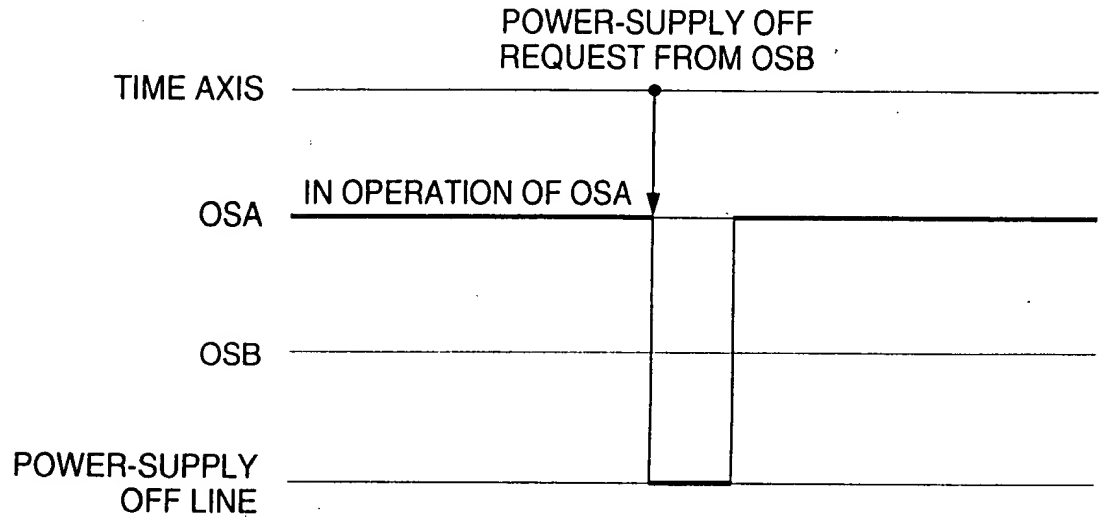 POWER-SUPPLY OFF
REQUEST FROM OSB
TIME AXIS
IN OPERATION OF OSA
OSA
OSB
POWER-SUPPLY
OFF LINE